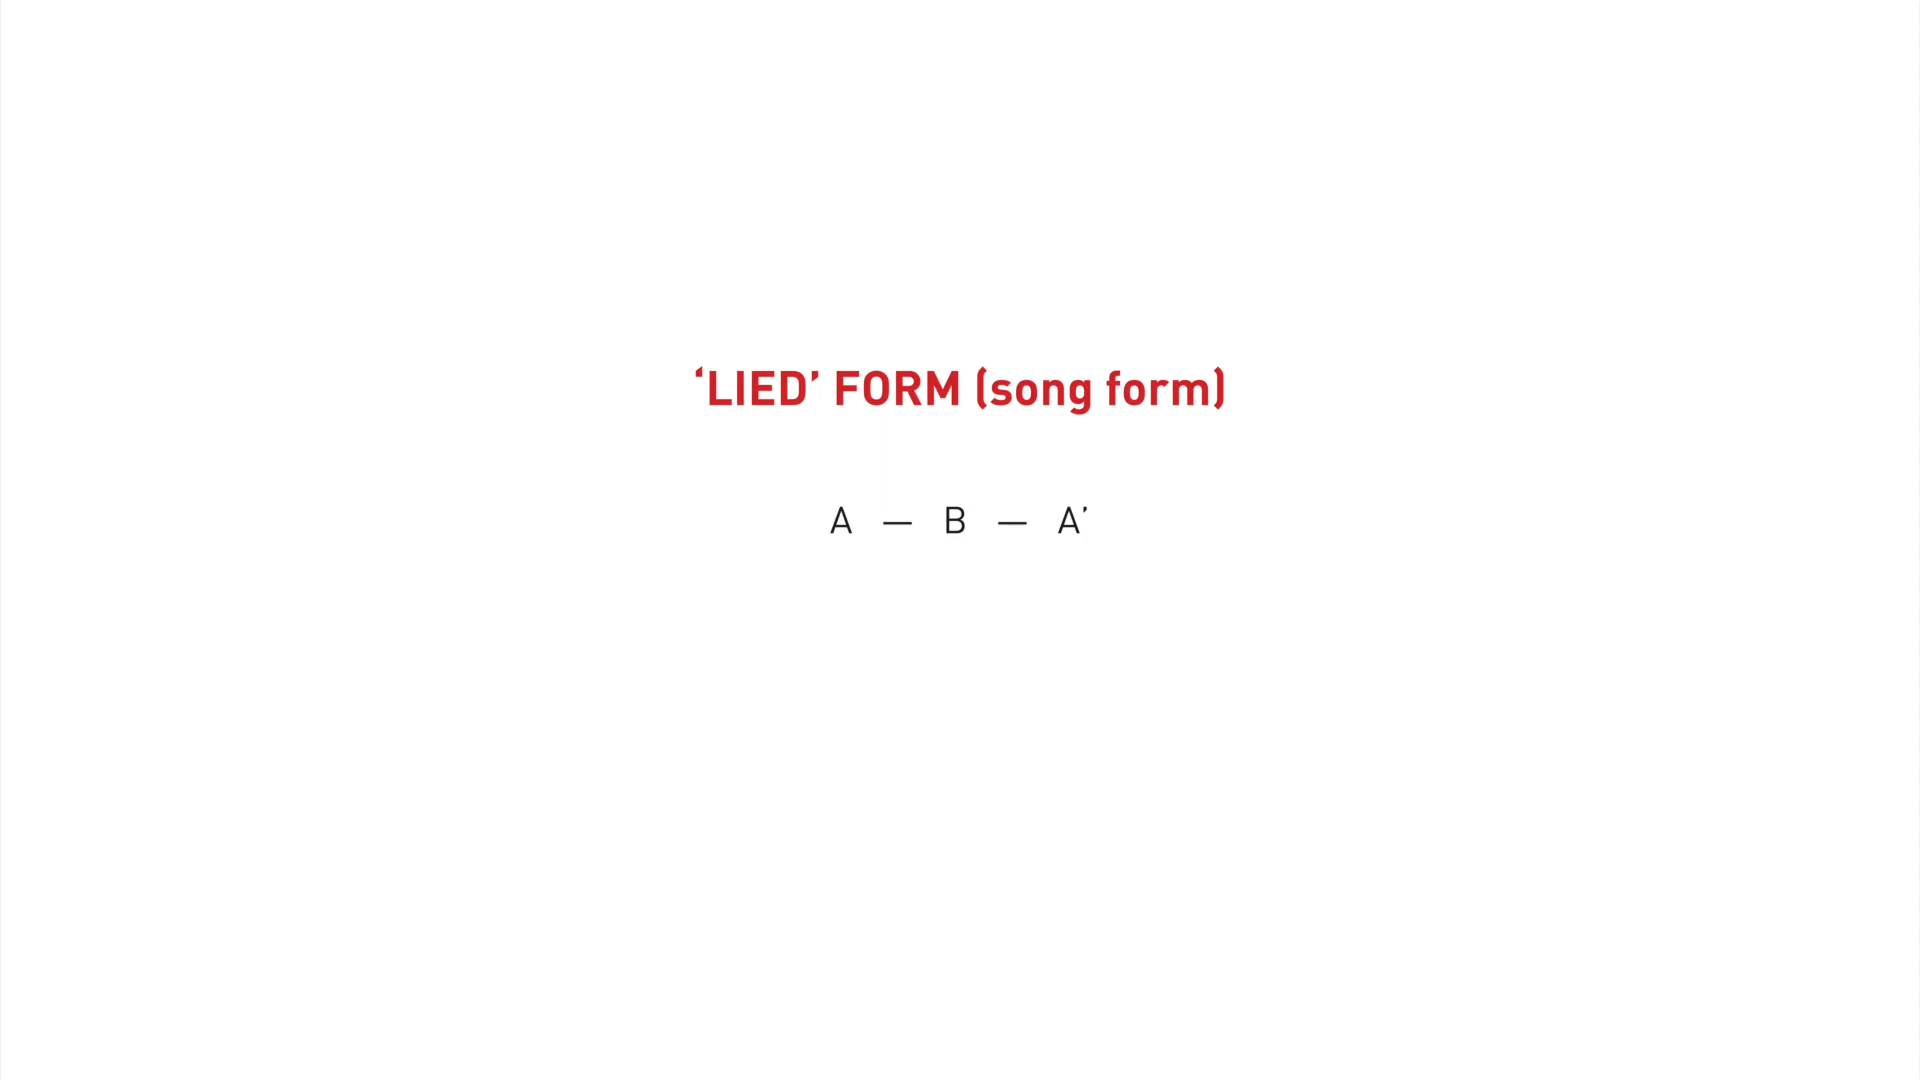 ‘LIED’ FORM (song form)
A — B — A’